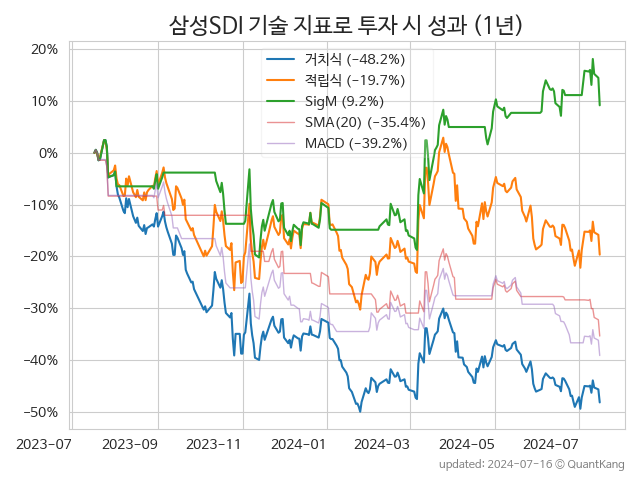 삼성SDI 기술 지표로 투자 시 성과 (1년)
거치식 (−48.2%)
적립식 (−19.7%)
SigM (9.2%)
SMA(20) (−35.4%)
MACD (−39.2%)
20%
10%
0%
−10%
−20%
−30%
−40%
−50%
2023-07 2023-09 2023-11 2024-01 2024-03 2024-05 2024-07
updated: 2024-07-16 © QuantKang